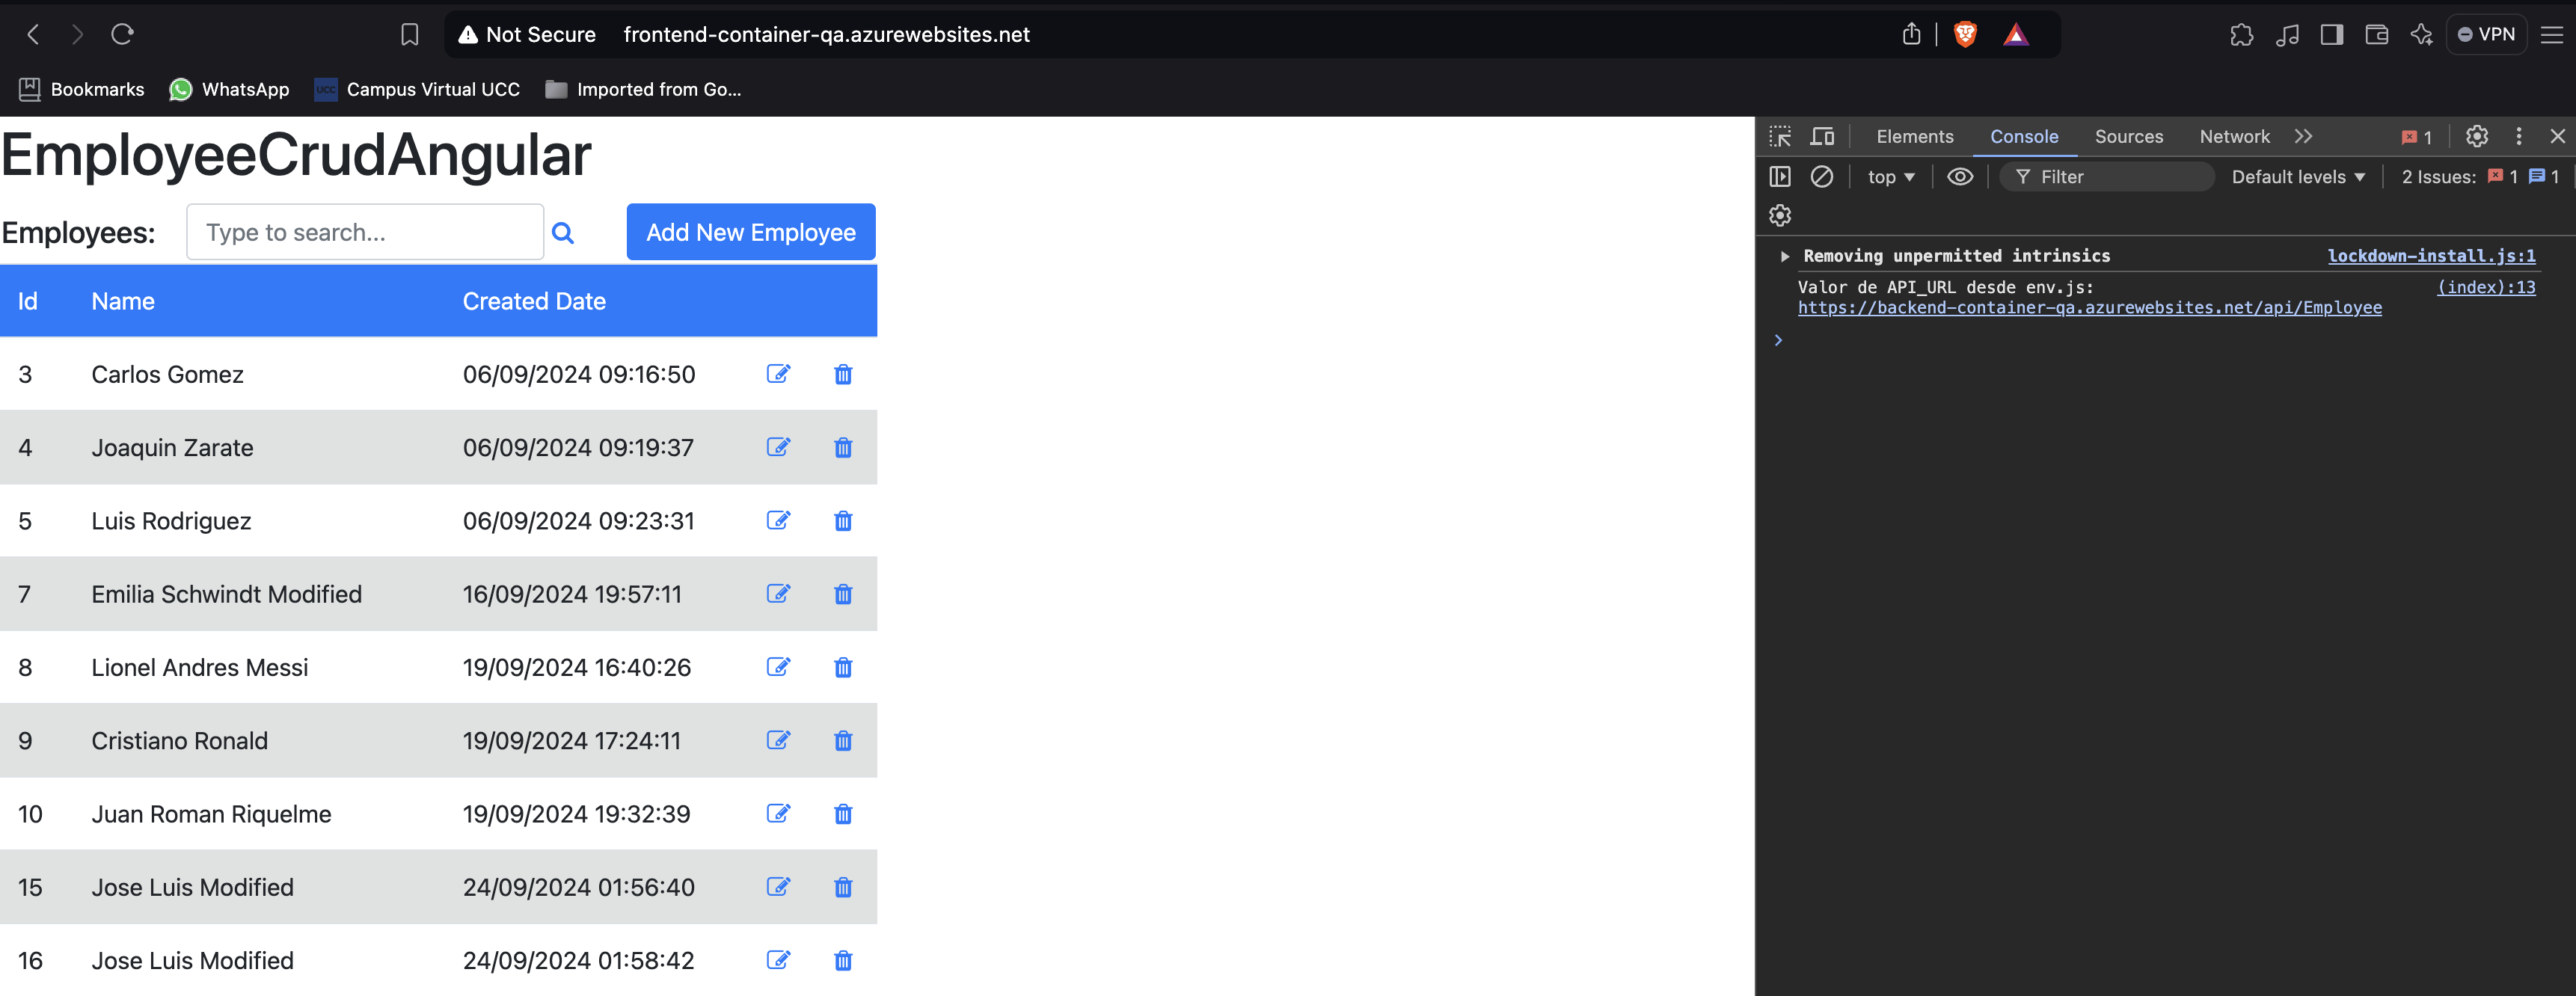 Not Secure frontend-container-qa.azurewebsites.net VPN
Bookmarks WhatsApp UCC Campus Virtual UCC Imported from Go...
EmployeeCrudAngular
Employees: Type to search... Add New Employee
Id Name Created Date
3 Carlos Gomez 06/09/2024 09:16:50
4 Joaquin Zarate 06/09/2024 09:19:37
5 Luis Rodriguez 06/09/2024 09:23:31
7 Emilia Schwindt Modified 16/09/2024 19:57:11
8 Lionel Andres Messi 19/09/2024 16:40:26
9 Cristiano Ronald 19/09/2024 17:24:11
10 Juan Roman Riquelme 19/09/2024 19:32:39
15 Jose Luis Modified 24/09/2024 01:56:40
16 Jose Luis Modified 24/09/2024 01:58:42
Elements Console Sources Network 1
top Filter Default levels 2 Issues: 1 1
Removing unpermitted intrinsics lockdown-install.js:1
Valor de API_URL desde env.js: (index):13
https://backend-container-qa.azurewebsites.net/api/Employee